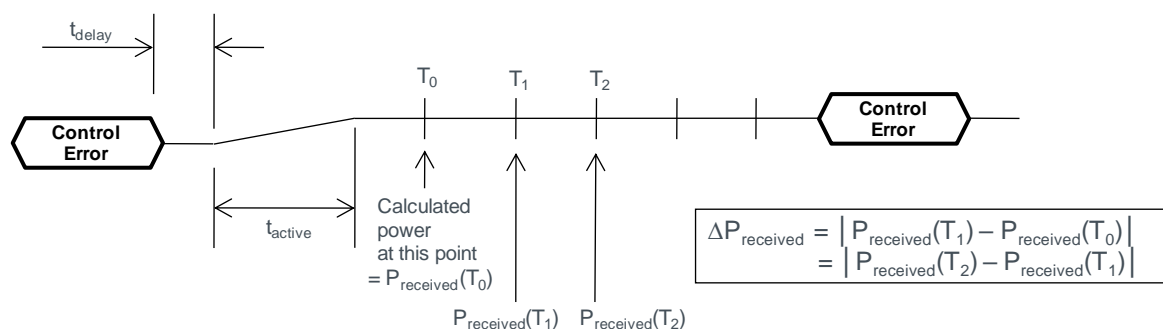 t_delay
T_0 T_1 T_2
Control
Error
Control
Error
t_active
Calculated
power
at this point
= P_received(T_0)
P_received(T_1) P_received(T_2)
ΔP_received = | P_received(T_1) – P_received(T_0)|
= | P_received(T_2) – P_received(T_1)|